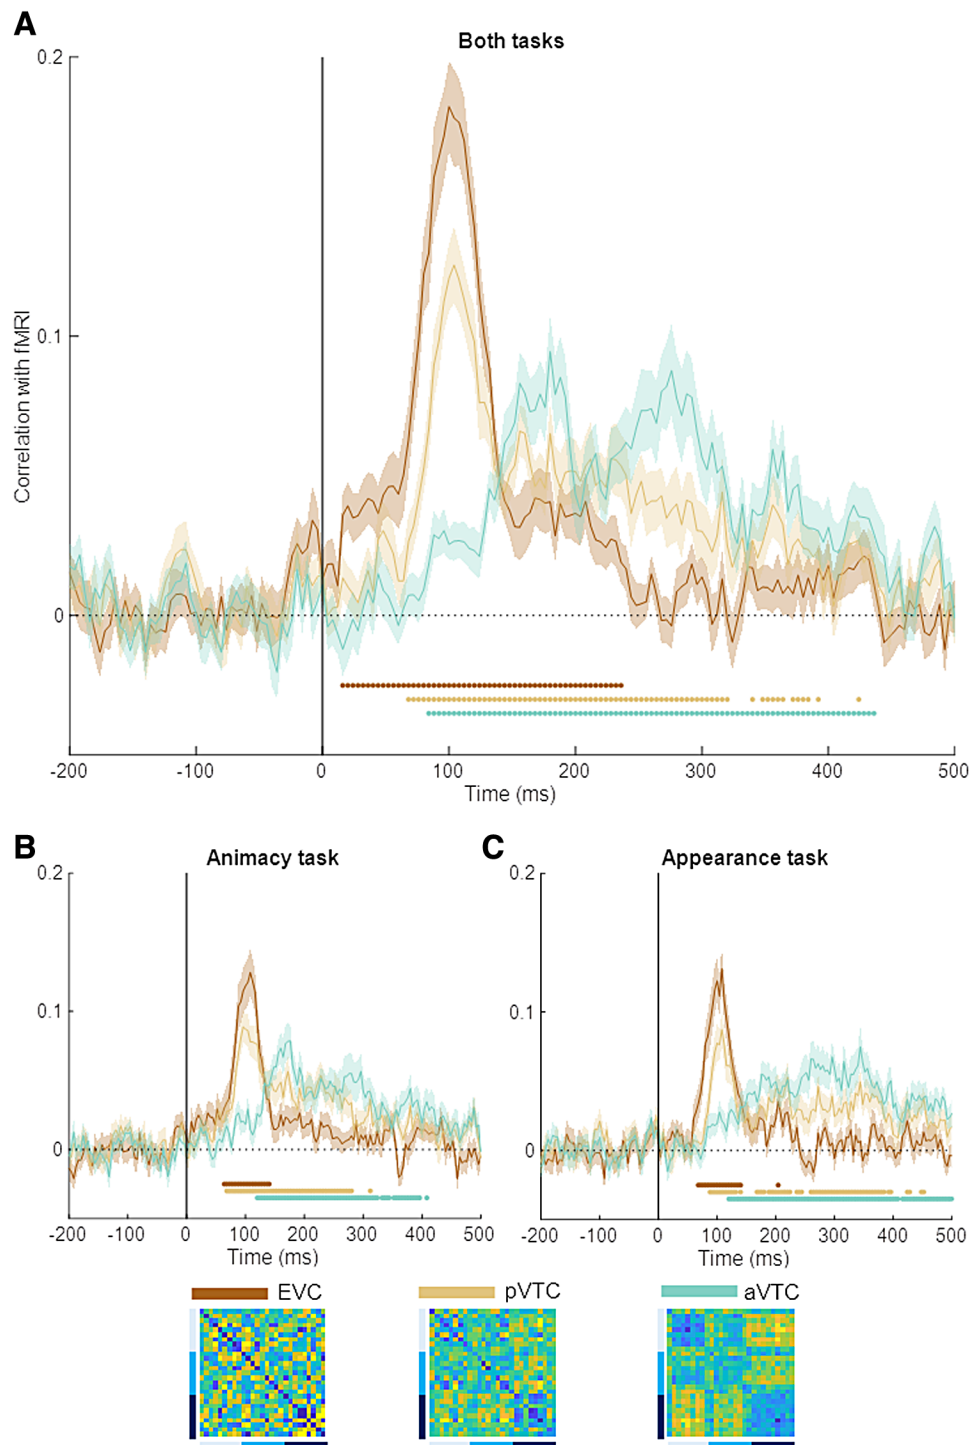 A
Both tasks
0.2
0.1
0
Correlation with fMRI
-200 -100 0 100 200 300 400 500
Time (ms)
B
Animacy task
0.2
0.1
0
-200 -100 0 100 200 300 400 500
Time (ms)
C
Appearance task
0.2
0.1
0
-200 -100 0 100 200 300 400 500
Time (ms)
EVC pVTC aVTC